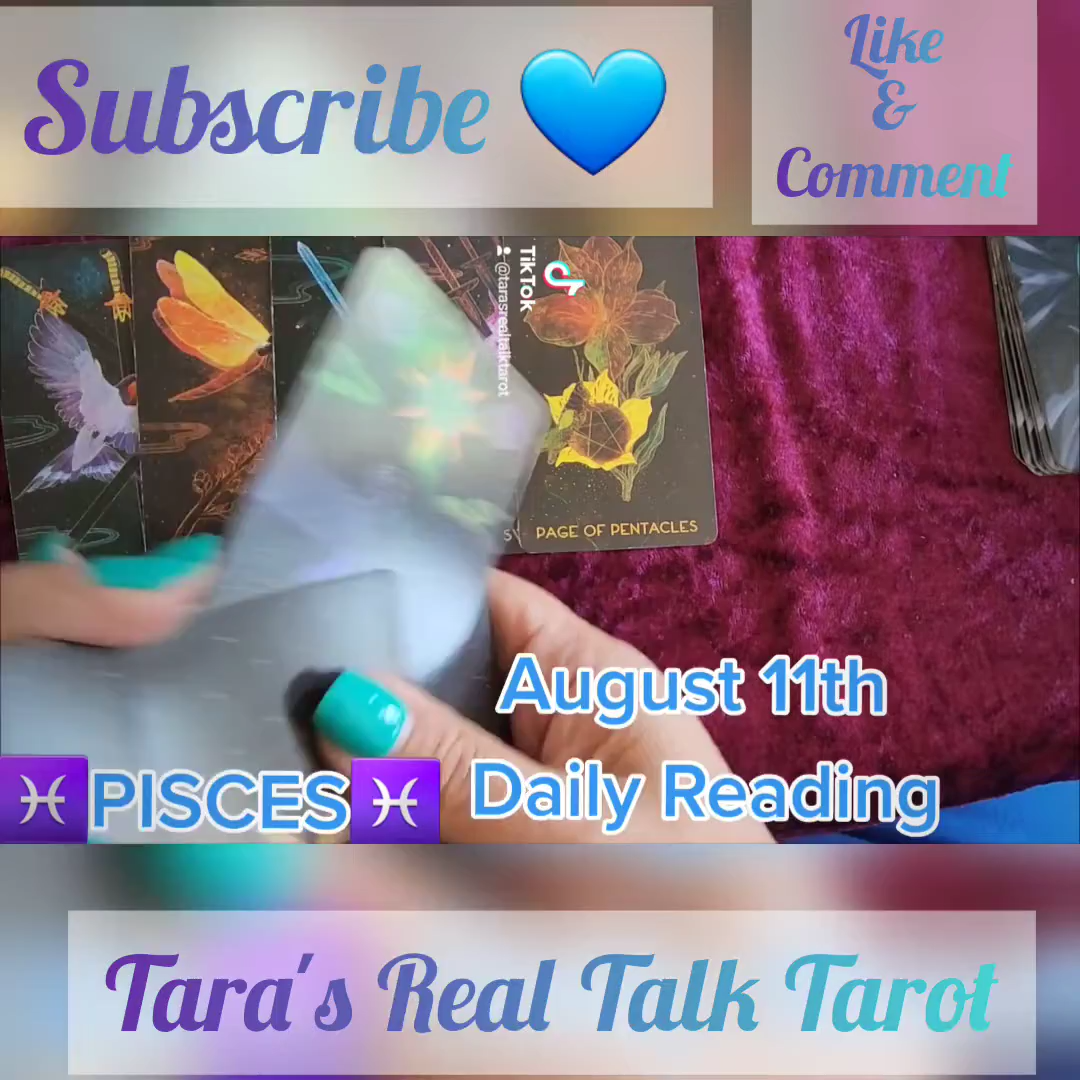 Subscribe 💙
Like
&
Comment
TikTok
@tarasrealtalktarot
PAGE OF PENTACLES
August 11th
♓PISCES♓
Daily Reading
Tara's Real Talk Tarot